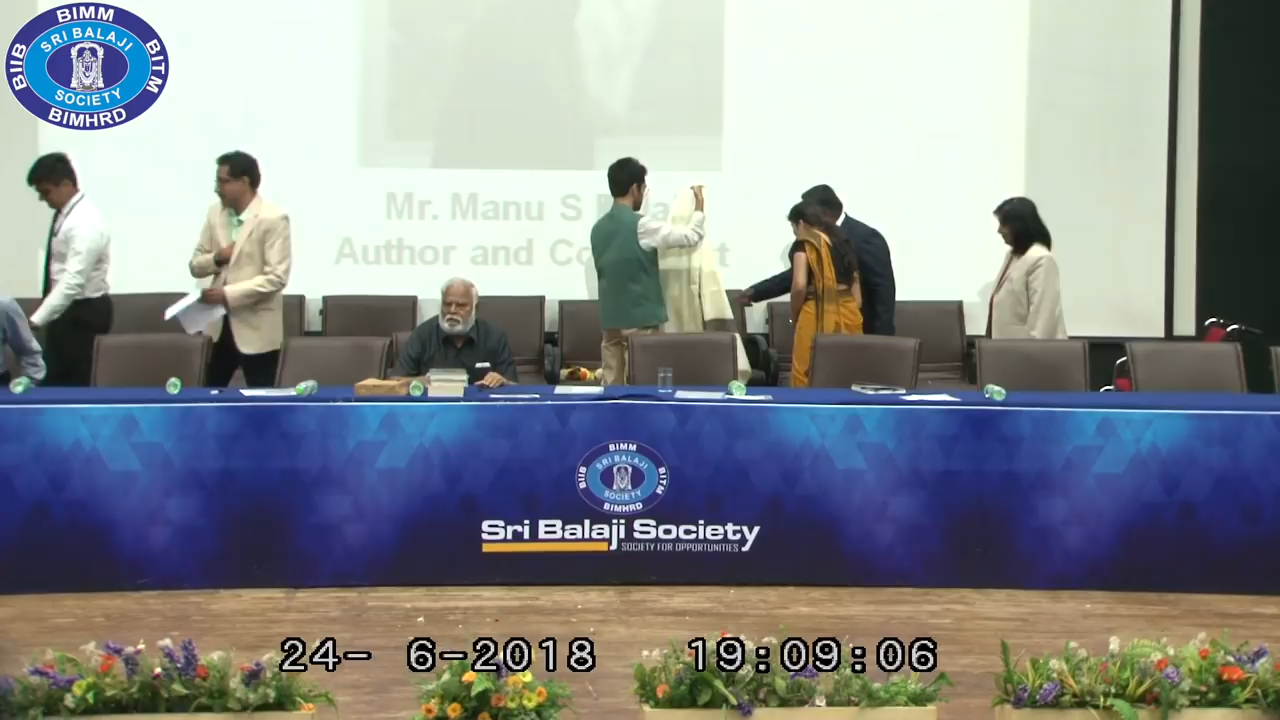 BIMM
BIIB
SRI BALAJI
BITM
SOCIETY
BIMHRD
Mr. Manu S
Author and
BIMM
BIIB
SRI BALAJI
BITM
SOCIETY
BIMHRD
Sri Balaji Society
SOCIETY FOR OPPORTUNITIES
24- 6-2018 19:09:06